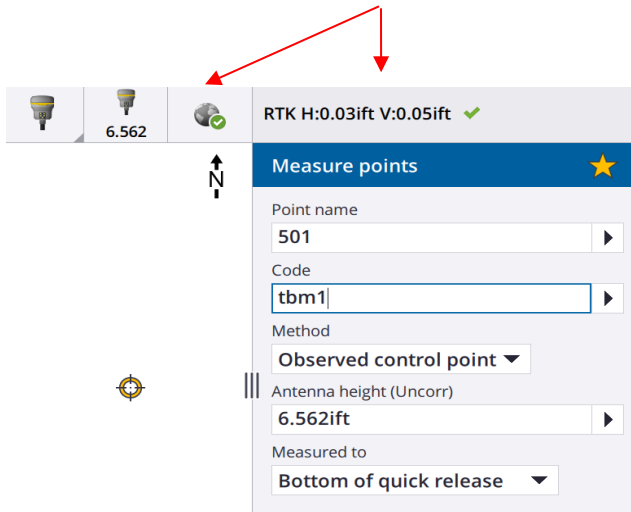 6.562
RTK H:0.03ift V:0.05ift
N
Measure points
Point name
501
Code
tbm1
Method
Observed control point
Antenna height (Uncorr)
6.562ift
Measured to
Bottom of quick release